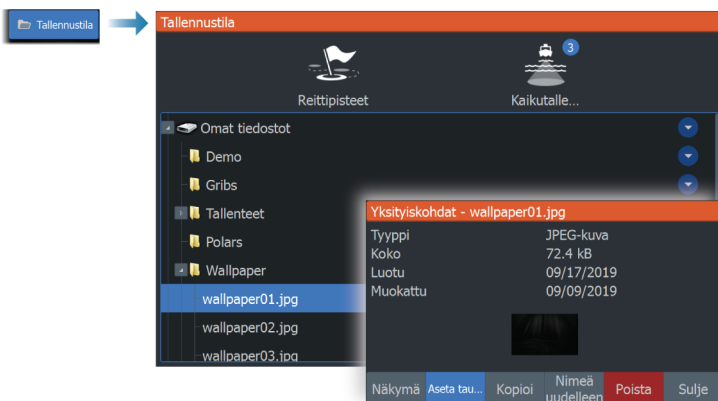 Tallennustila
Tallennustila
3
Reittipisteet
Kaikutalle...
Omat tiedostot
Demo
Gribs
Tallenteet
Polars
Wallpaper
wallpaper01.jpg
wallpaper02.jpg
wallpaper03.jpg
Yksityiskohdat - wallpaper01.jpg
Tyyppi JPEG-kuva
Koko 72.4 kB
Luotu 09/17/2019
Muokattu 09/09/2019
Näkymä
Aseta tau...
Kopioi
Nimeä
uudelleen
Poista
Sulje